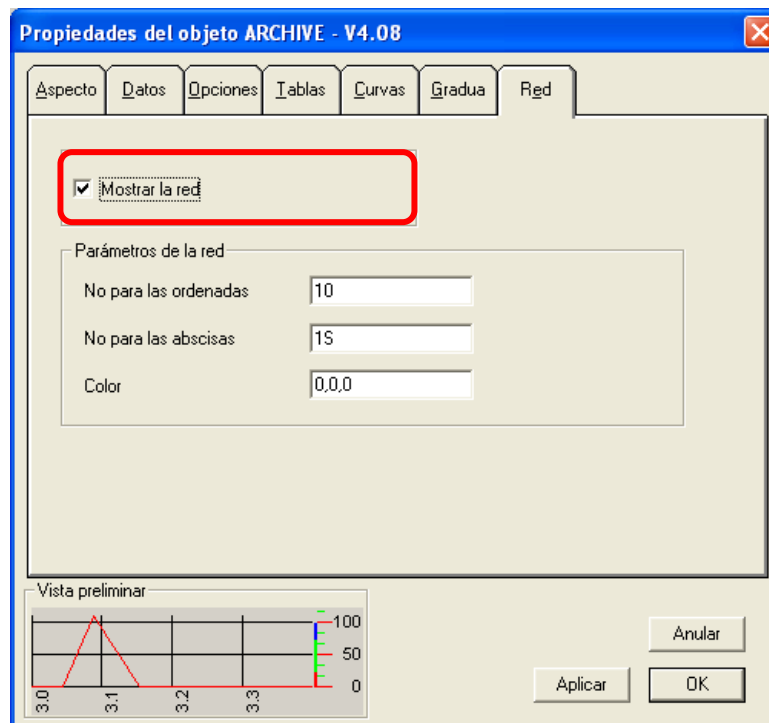 Propiedades del objeto ARCHIVE - V4.08
Aspecto Datos Opciones Tablas Curvas Gradua Red
Mostrar la red
Parámetros de la red
No para las ordenadas 10
No para las abscisas 1S
Color 0,0,0
Vista preliminar
100
50
0
3.0 3.1 3.2 3.3
Anular
Aplicar OK